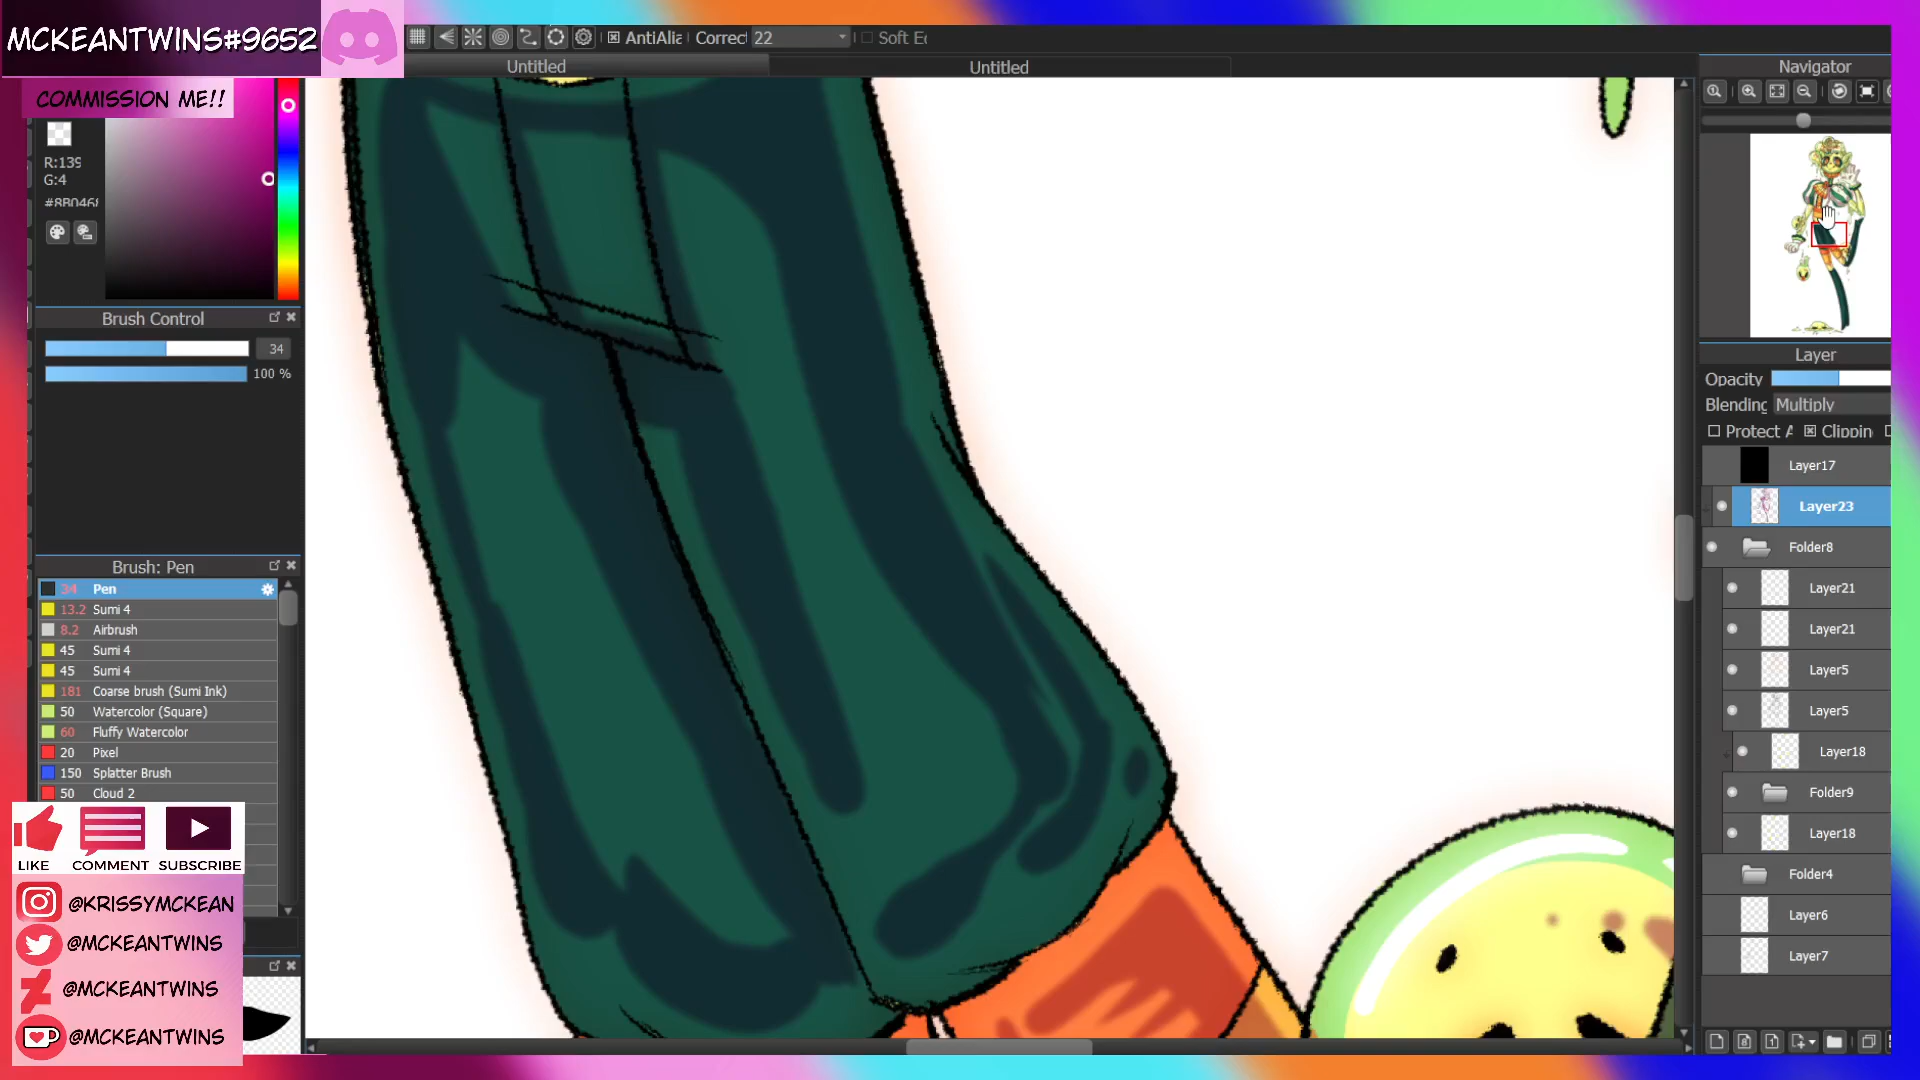 MCKEANTWINS#9652
COMMISSION ME!!
AntiAlia
Correct
22
Soft Ed
Untitled
Untitled
R:139
G:4
#8B046
Brush Control
34
100 %
Brush: Pen
34 Pen
13.2 Sumi 4
8.2 Airbrush
45 Sumi 4
45 Sumi 4
181 Coarse brush (Sumi Ink)
50 Watercolor (Square)
60 Fluffy Watercolor
20 Pixel
150 Splatter Brush
50 Cloud 2
LIKE COMMENT SUBSCRIBE
@KRISSYMCKEAN
@MCKEANTWINS
@MCKEANTWINS
@MCKEANTWINS
Navigator
Layer
Opacity
Blending Multiply
Protect A
Clippin
Layer17
Layer23
Folder8
Layer21
Layer21
Layer5
Layer5
Layer18
Folder9
Layer18
Folder4
Layer6
Layer7